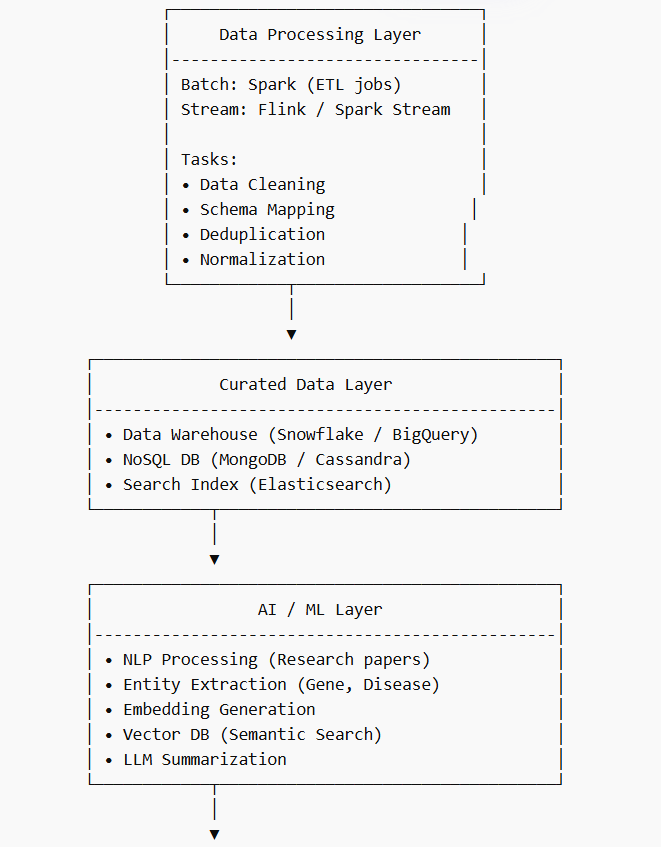 Data Processing Layer
Batch: Spark (ETL jobs)
Stream: Flink / Spark Stream
Tasks:
• Data Cleaning
• Schema Mapping
• Deduplication
• Normalization
Curated Data Layer
• Data Warehouse (Snowflake / BigQuery)
• NoSQL DB (MongoDB / Cassandra)
• Search Index (Elasticsearch)
AI / ML Layer
• NLP Processing (Research papers)
• Entity Extraction (Gene, Disease)
• Embedding Generation
• Vector DB (Semantic Search)
• LLM Summarization